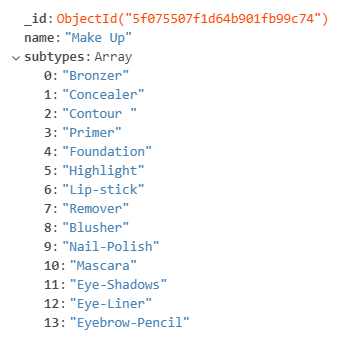 _id: ObjectId("5f075507f1d64b901fb99c74")
name: "Make Up"
subtypes: Array
0: "Bronzer"
1: "Concealer"
2: "Contour "
3: "Primer"
4: "Foundation"
5: "Highlight"
6: "Lip-stick"
7: "Remover"
8: "Blusher"
9: "Nail-Polish"
10: "Mascara"
11: "Eye-Shadows"
12: "Eye-Liner"
13: "Eyebrow-Pencil"